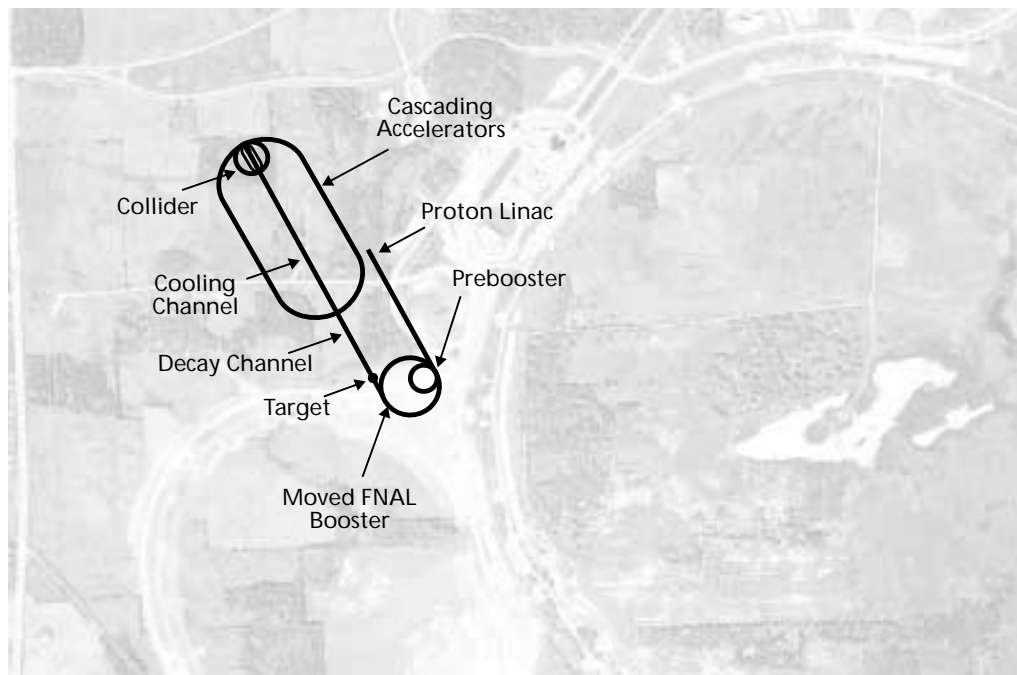 Cascading
Accelerators
Collider
Proton Linac
Cooling
Channel
Prebooster
Decay Channel
Target
Moved FNAL
Booster